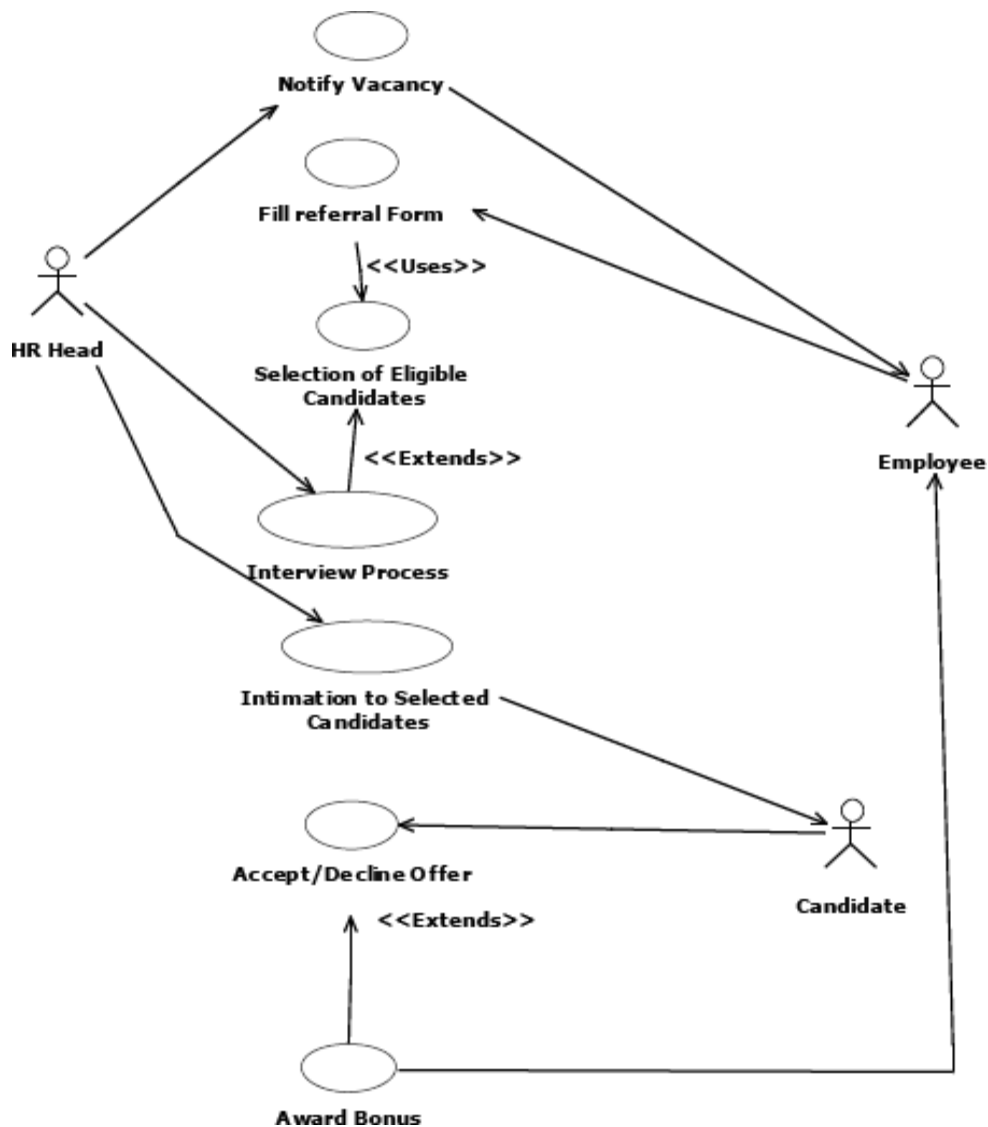 Notify Vacancy
Fill referral Form
<<Uses>>
HR Head
Selection of Eligible
Candidates
<<Extends>>
Employee
Interview Process
Intimation to Selected
Candidates
Accept/Decline Offer
Candidate
<<Extends>>
Award Bonus